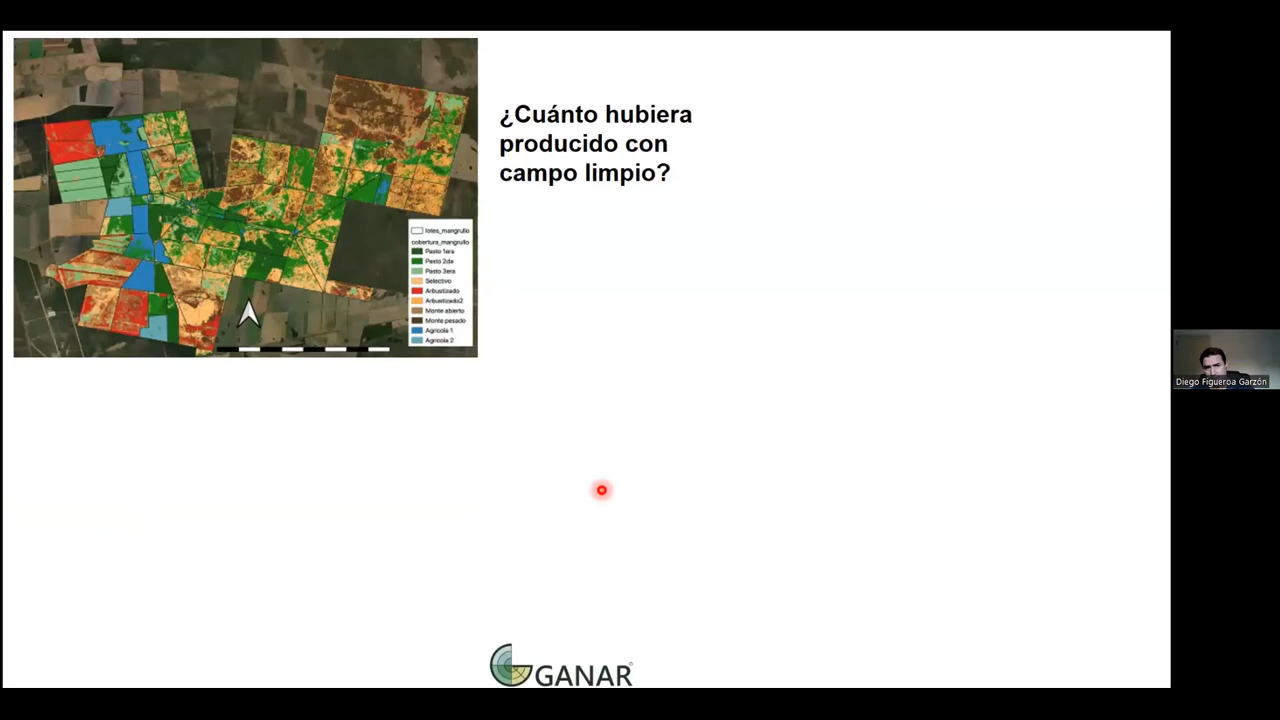 ¿Cuánto hubiera
producido con
campo limpio?
lotes_mangrullo
cobertura_mangrullo
Pasto 1era
Pasto 2da
Pasto 3era
Selectivo
Arbustizado
Arbustizado2
Monte abierto
Monte pesado
Agricola 1
Agricola 2
Diego Figueroa Garzón
GANAR®